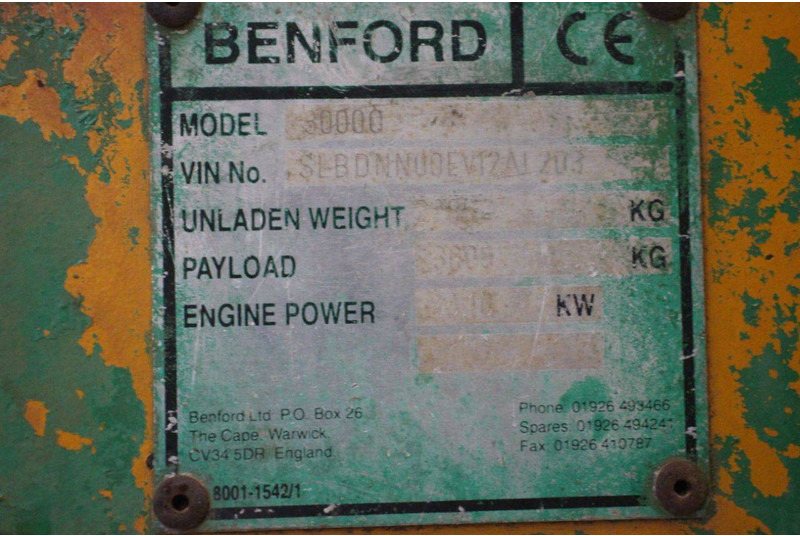 BENFORD CE
MODEL
VIN No.
UNLADEN WEIGHT KG
PAYLOAD KG
ENGINE POWER KW
Benford Ltd. P.O. Box 26
The Cape, Warwick
CV34 5DR England
Phone: 01926 493466
Spares: 01926 494241
Fax: 01926 410787
8001-1542/1